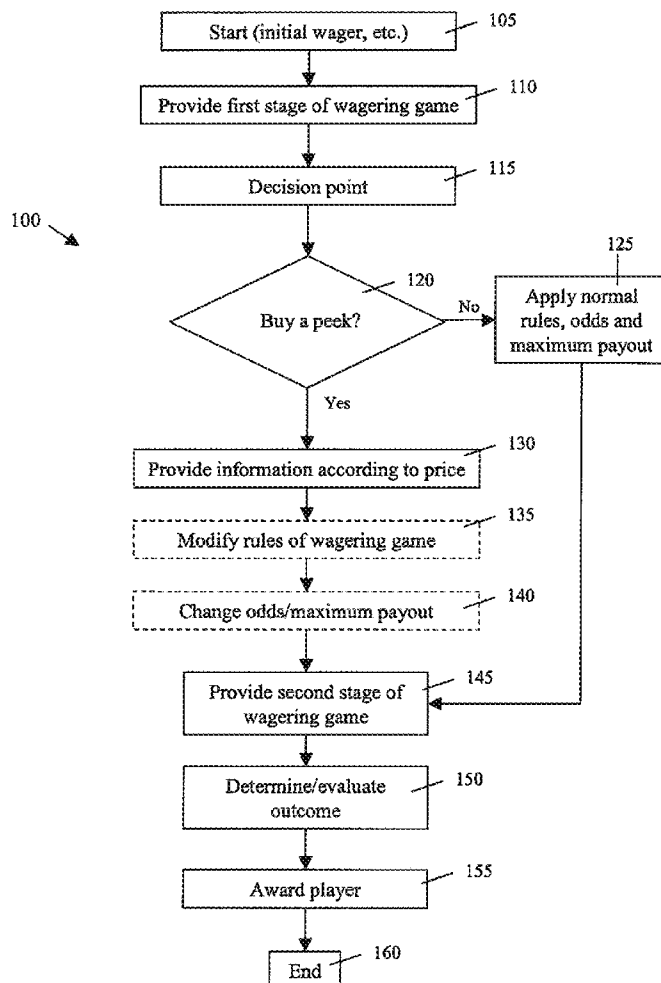 Start (initial wager, etc.)
105
Provide first stage of wagering game
110
Decision point
115
100
120
Buy a peek?
No
125
Apply normal
rules, odds and
maximum payout
Yes
130
Provide information according to price
135
Modify rules of wagering game
140
Change odds/maximum payout
145
Provide second stage of
wagering game
150
Determine/evaluate
outcome
155
Award player
160
End